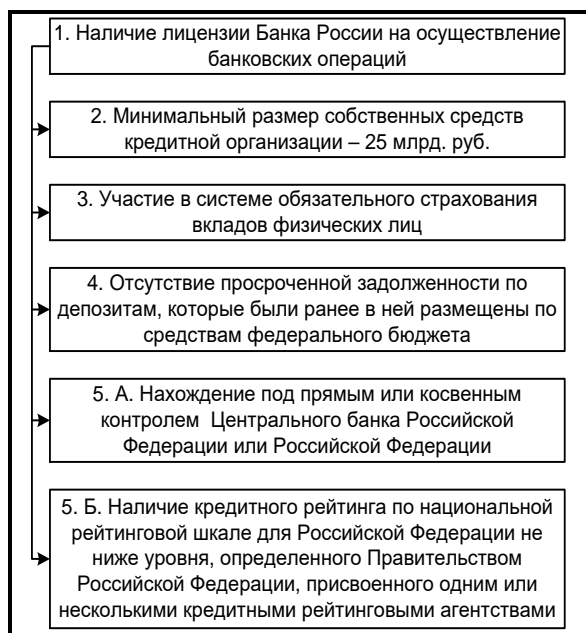 1. Наличие лицензии Банка России на осуществление
банковских операций
2. Минимальный размер собственных средств
кредитной организации – 25 млрд. руб.
3. Участие в системе обязательного страхования
вкладов физических лиц
4. Отсутствие просроченной задолженности по
депозитам, которые были ранее в ней размещены по
средствам федерального бюджета
5. А. Нахождение под прямым или косвенным
контролем Центрального банка Российской
Федерации или Российской Федерации
5. Б. Наличие кредитного рейтинга по национальной
рейтинговой шкале для Российской Федерации не
ниже уровня, определенного Правительством
Российской Федерации, присвоенного одним или
несколькими кредитными рейтинговыми агентствами